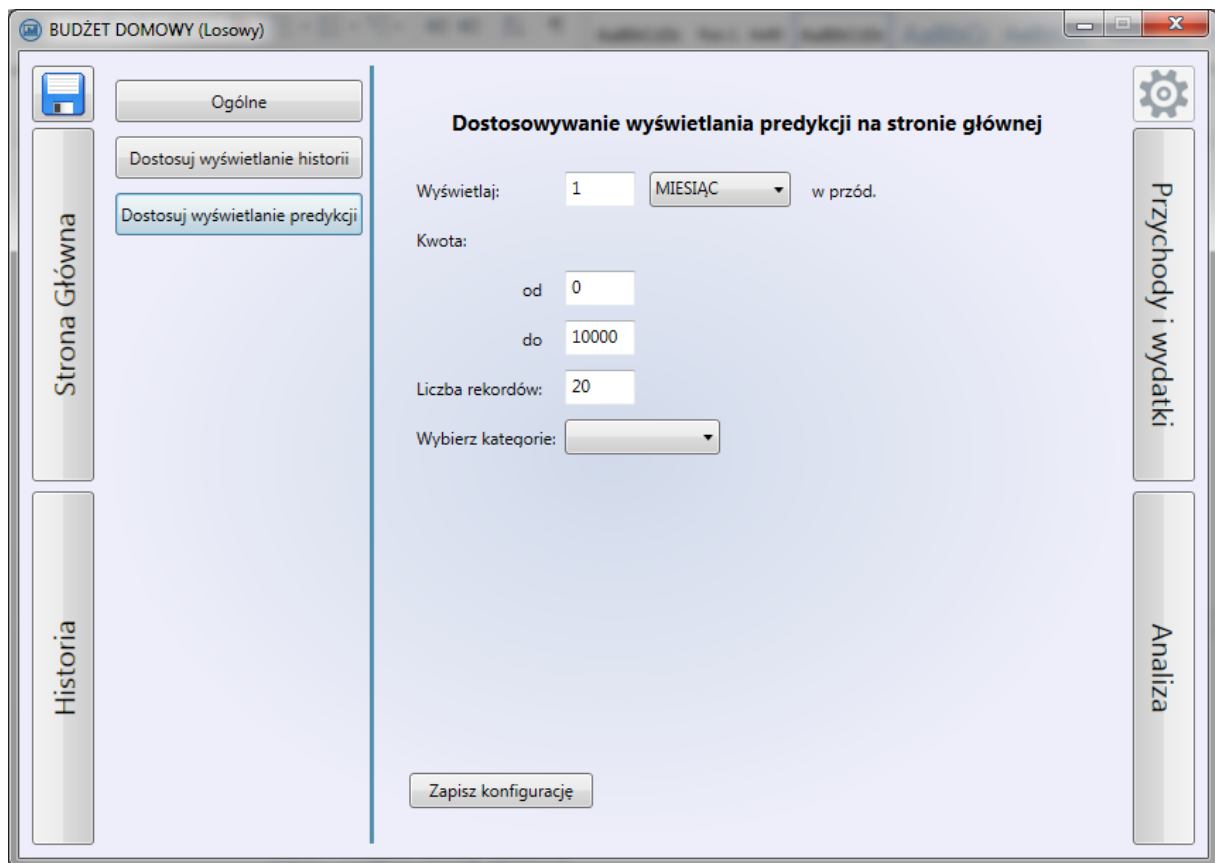 BUDŻET DOMOWY (Losowy)
Ogólne
Dostosuj wyświetlanie historii
Dostosuj wyświetlanie predykcji
Strona Główna
Historia
Dostosowywanie wyświetlania predykcji na stronie głównej
Wyświetlaj: 1 MIESIĄC w przód.
Kwota:
od 0
do 10000
Liczba rekordów: 20
Wybierz kategorie:
Zapisz konfigurację
Przychody i wydatki
Analiza